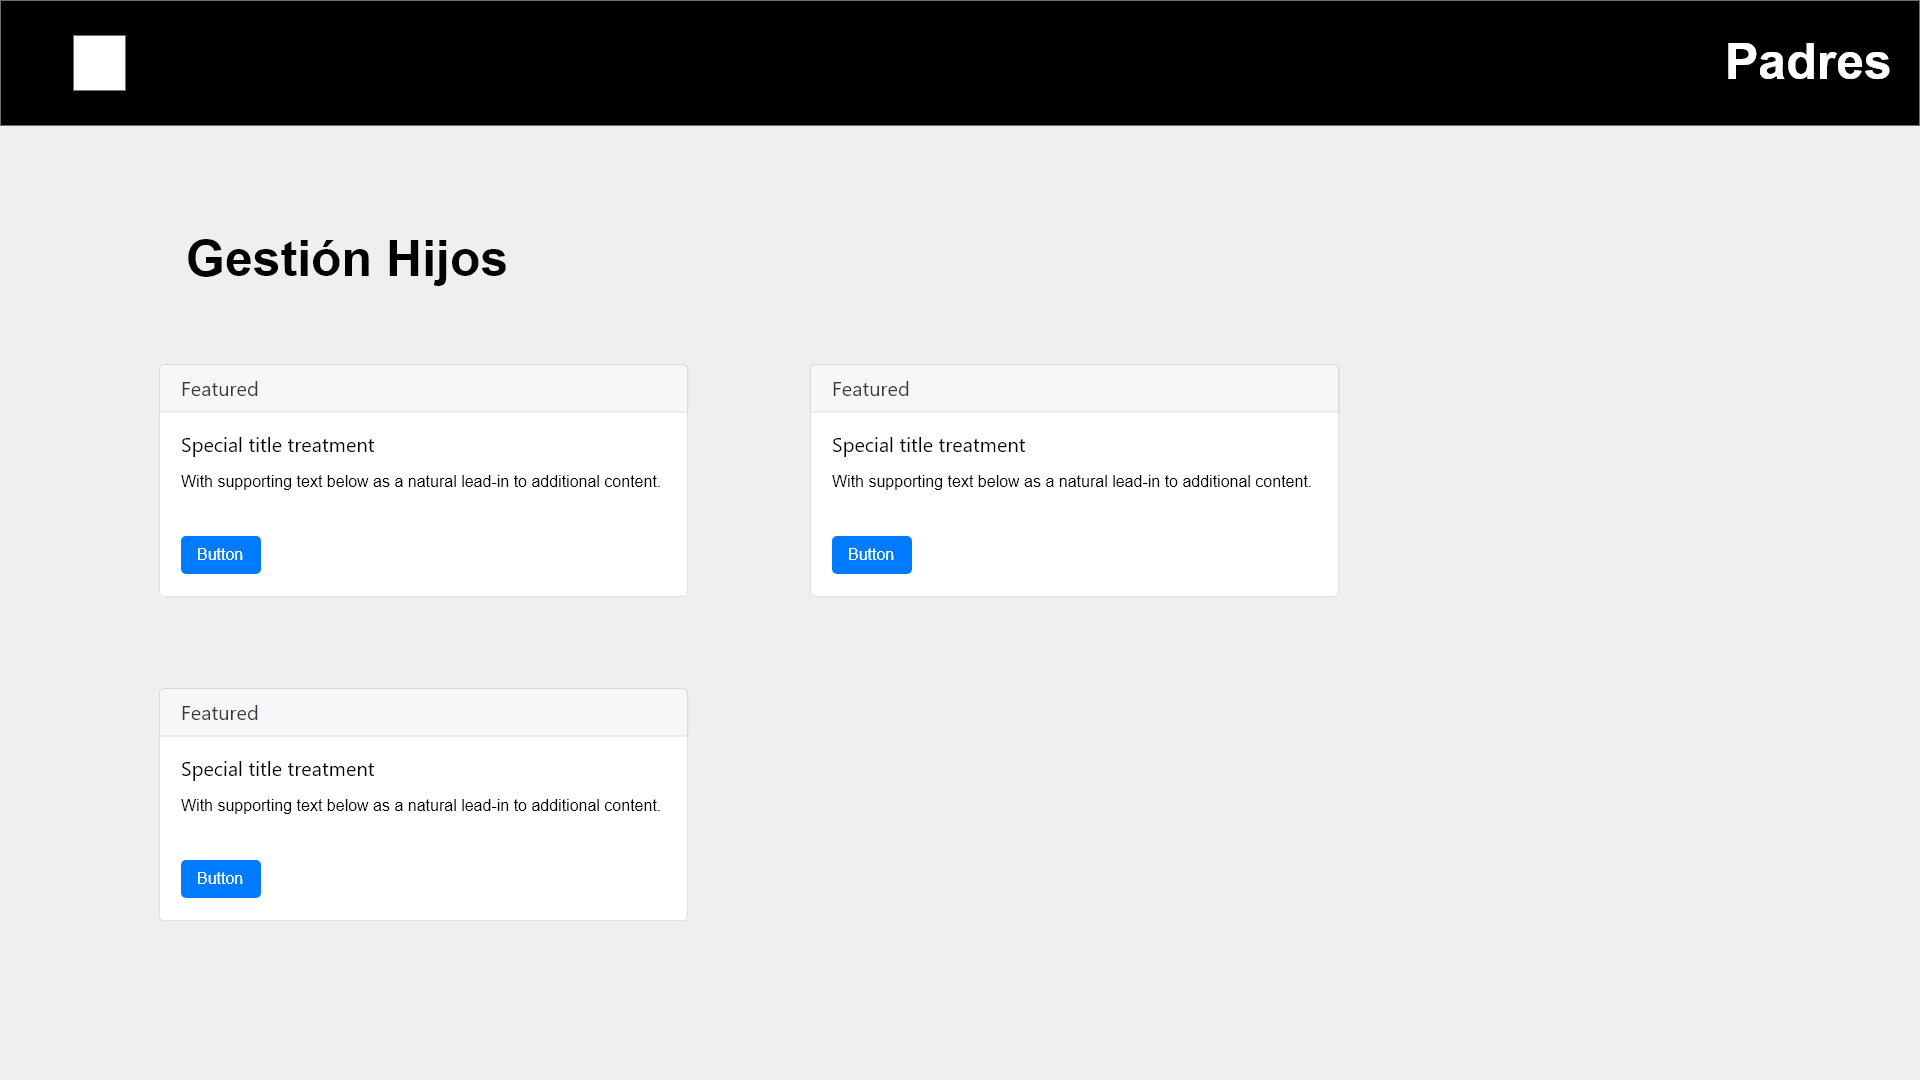 Padres
Gestión Hijos
Featured
Special title treatment
With supporting text below as a natural lead-in to additional content.
Button
Featured
Special title treatment
With supporting text below as a natural lead-in to additional content.
Button
Featured
Special title treatment
With supporting text below as a natural lead-in to additional content.
Button